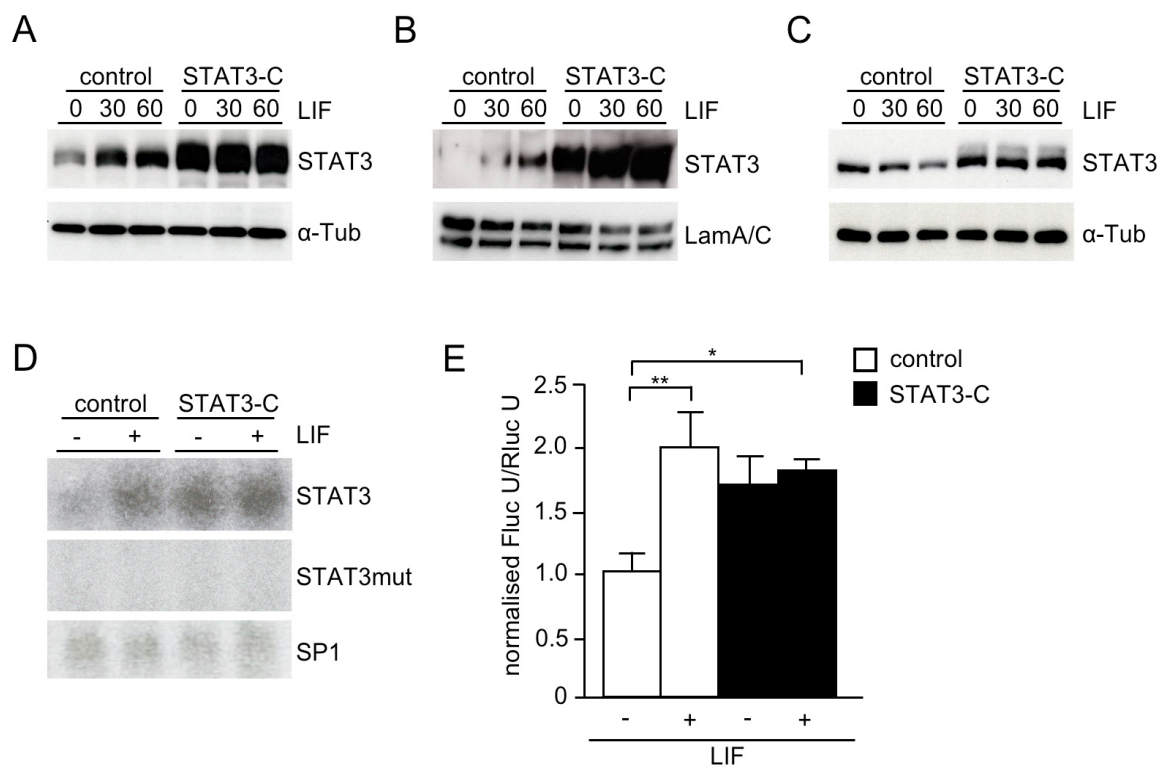 A
control STAT3-C
0 30 60 0 30 60 LIF
STAT3
α-Tub
B
control STAT3-C
0 30 60 0 30 60 LIF
STAT3
LamA/C
C
control STAT3-C
0 30 60 0 30 60 LIF
STAT3
α-Tub
D
control STAT3-C
- + - + LIF
STAT3
STAT3mut
SP1
E
normalised Fluc U/Rluc U
2.5
2.0
1.5
1.0
0.5
0
*
**
- + - +
LIF
control
STAT3-C